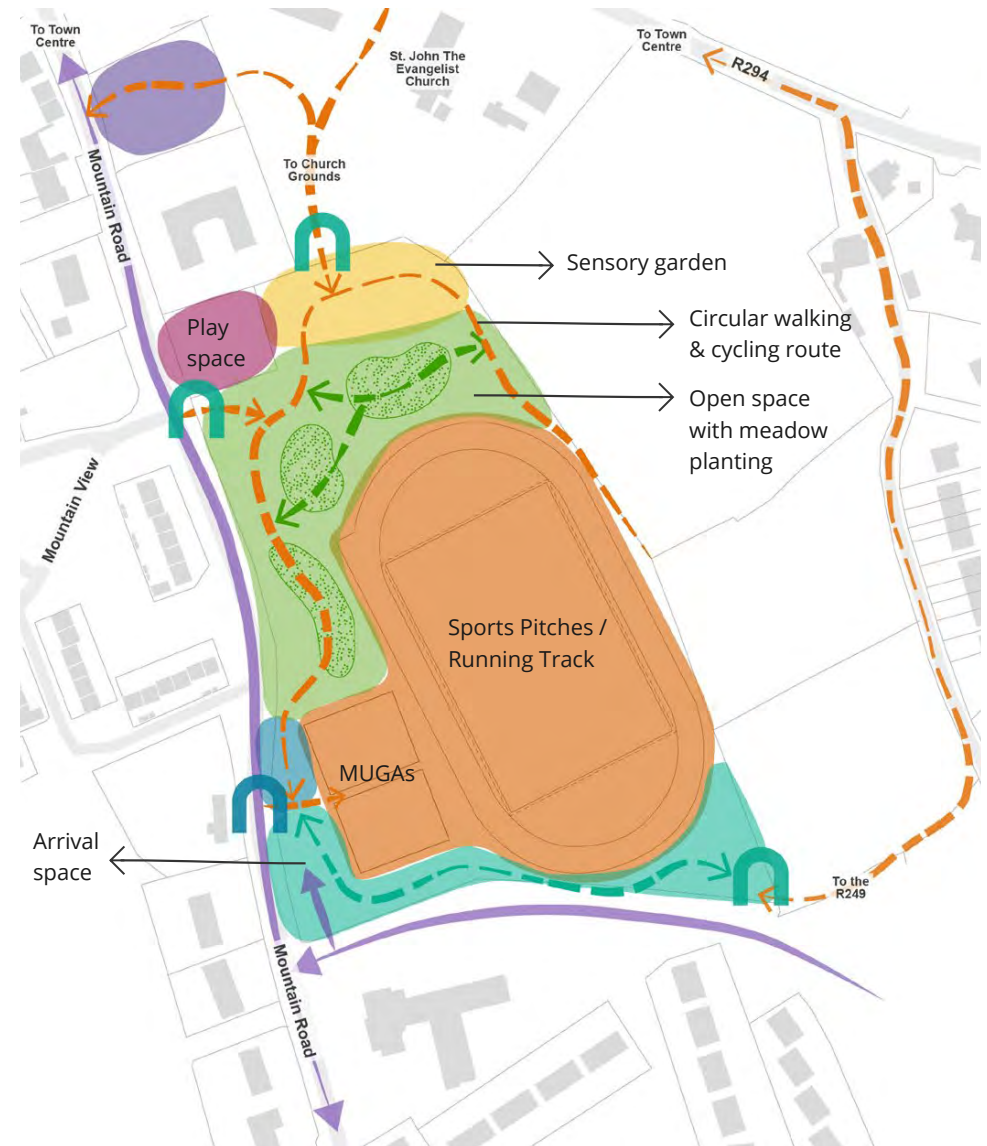 To Town
Centre
To Town
Centre
St. John The
Evangelist
Church
R294
To Church
Grounds
Mountain Road
Sensory garden
Play
space
Circular walking
& cycling route
Open space
with meadow
planting
Mountain View
Sports Pitches /
Running Track
MUGAs
Arrival
space
To the
R249
Mountain Road